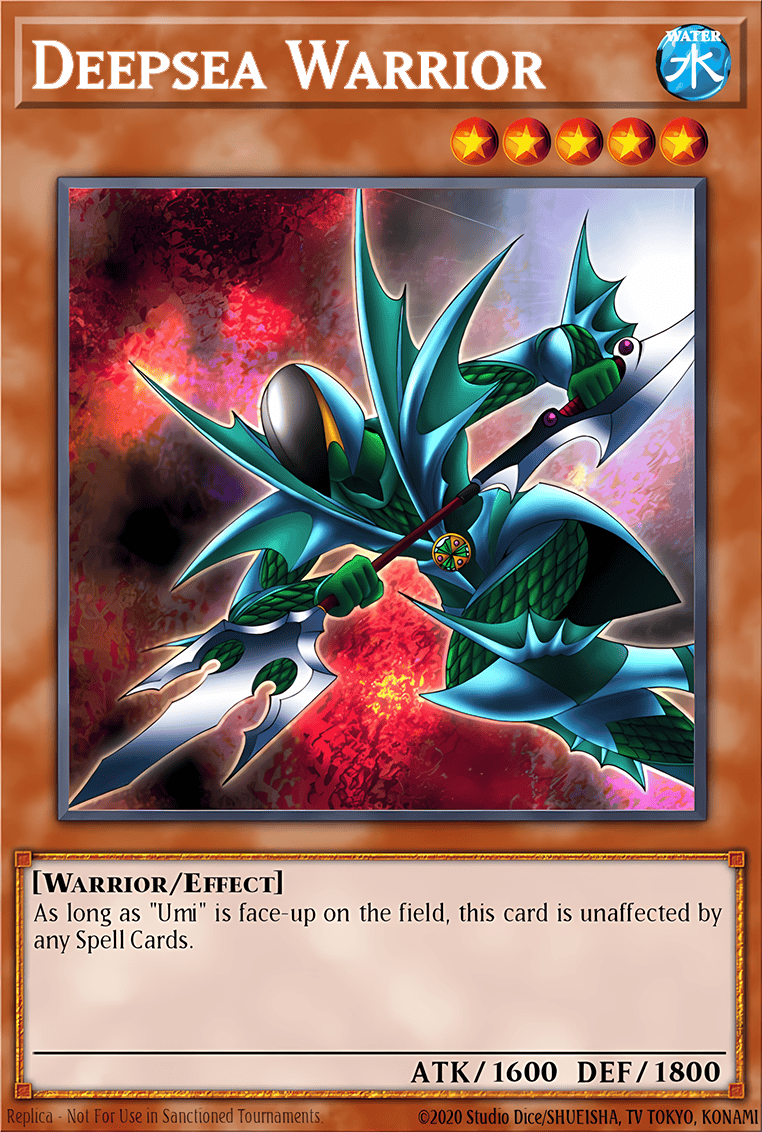 Deepsea Warrior
WATER
水
[Warrior/Effect]
As long as "Umi" is face-up on the field, this card is unaffected by
any Spell Cards.
ATK/1600 DEF/1800
Replica - Not For Use in Sanctioned Tournaments.
©2020 Studio Dice/SHUEISHA, TV TOKYO, KONAMI